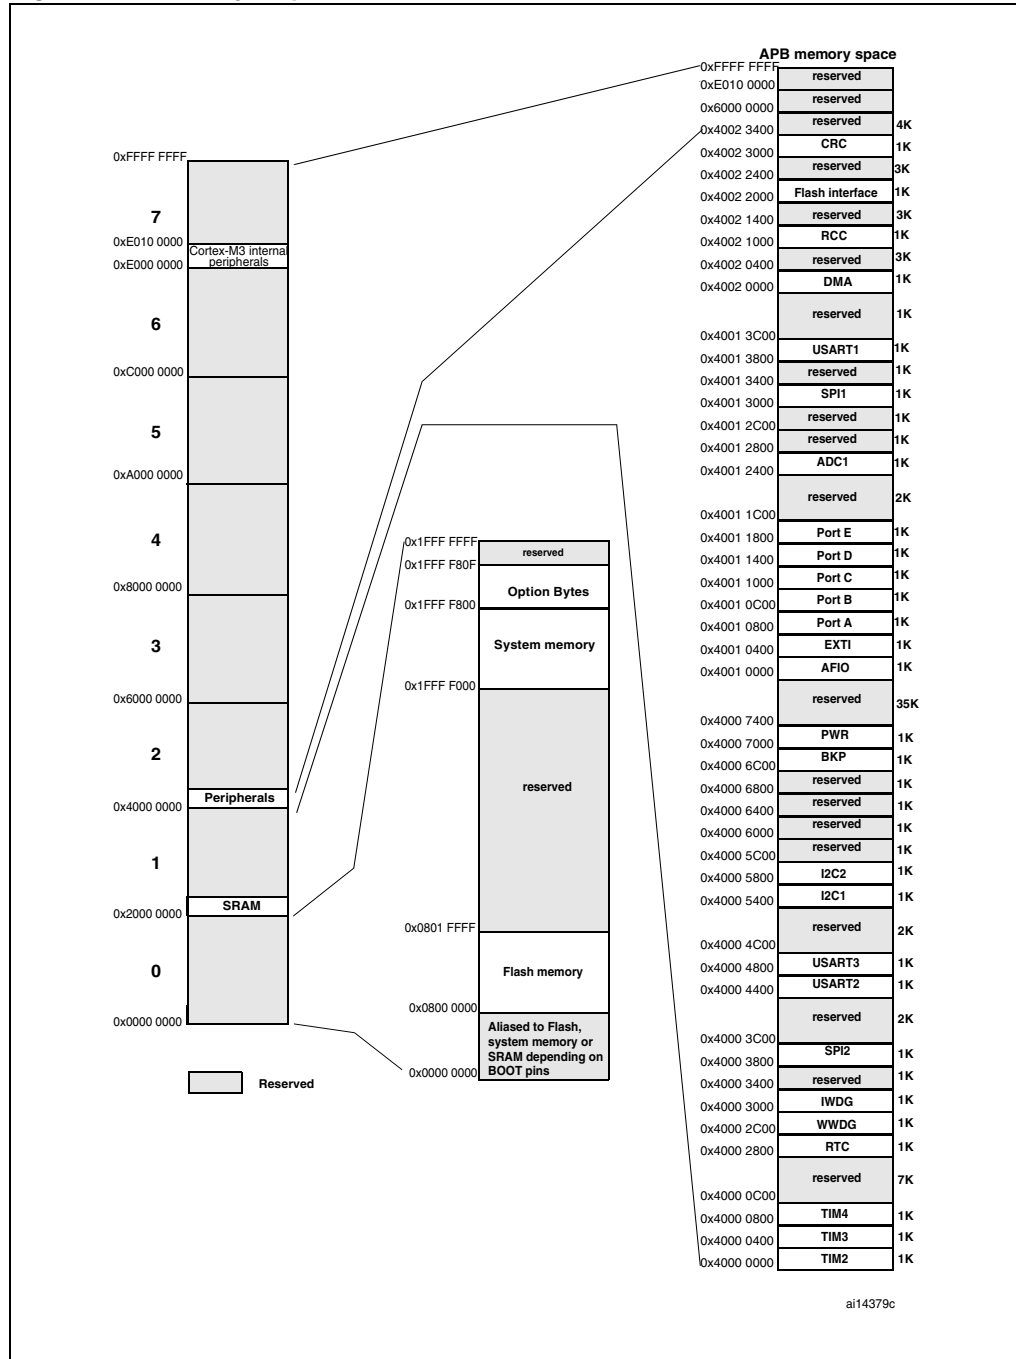 0xFFFF FFFF
7
0xE010 0000
Cortex-M3 internal
peripherals
0xE000 0000
6
0xC000 0000
5
0xA000 0000
4
0x8000 0000
3
0x6000 0000
2
Peripherals
0x4000 0000
1
SRAM
0x2000 0000
0
0x0000 0000
Reserved
0x1FFF FFFF
reserved
0x1FFF F80F
Option Bytes
0x1FFF F800
System memory
0x1FFF F000
reserved
0x0801 FFFF
Flash memory
0x0800 0000
Aliased to Flash,
system memory or
SRAM depending on
BOOT pins
0x0000 0000
APB memory space
0xFFFF FFFF
reserved
0xE010 0000
reserved
0x6000 0000
reserved 4K
0x4002 3400
CRC 1K
0x4002 3000
reserved 3K
0x4002 2400
Flash interface 1K
0x4002 2000
reserved 3K
0x4002 1400
RCC 1K
0x4002 1000
reserved 3K
0x4002 0400
DMA 1K
0x4002 0000
reserved 1K
0x4001 3C00
USART1 1K
0x4001 3800
reserved 1K
0x4001 3400
SPI1 1K
0x4001 3000
reserved 1K
0x4001 2C00
reserved 1K
0x4001 2800
ADC1 1K
0x4001 2400
reserved 2K
0x4001 1C00
Port E 1K
0x4001 1800
Port D 1K
0x4001 1400
Port C 1K
0x4001 1000
Port B 1K
0x4001 0C00
Port A 1K
0x4001 0800
EXTI 1K
0x4001 0400
AFIO 1K
0x4001 0000
reserved 35K
0x4000 7400
PWR 1K
0x4000 7000
BKP 1K
0x4000 6C00
reserved 1K
0x4000 6800
reserved 1K
0x4000 6400
reserved 1K
0x4000 6000
reserved 1K
0x4000 5C00
I2C2 1K
0x4000 5800
I2C1 1K
0x4000 5400
reserved 2K
0x4000 4C00
USART3 1K
0x4000 4800
USART2 1K
0x4000 4400
reserved 2K
0x4000 3C00
SPI2 1K
0x4000 3800
reserved 1K
0x4000 3400
IWDG 1K
0x4000 3000
WWDG 1K
0x4000 2C00
RTC 1K
0x4000 2800
reserved 7K
0x4000 0C00
TIM4 1K
0x4000 0800
TIM3 1K
0x4000 0400
TIM2 1K
0x4000 0000
ai14379c